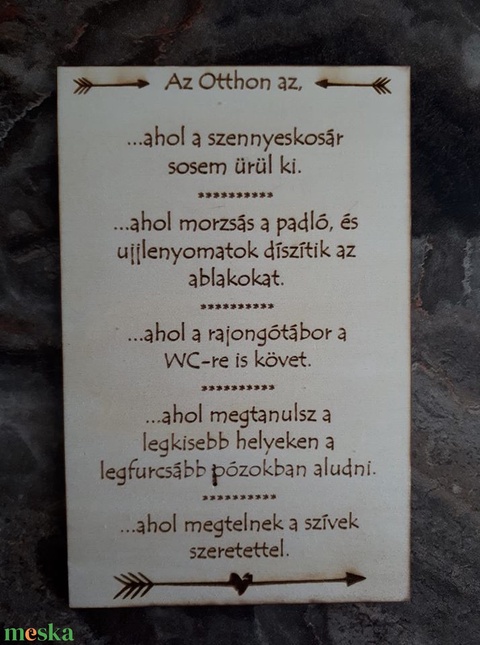 Az Otthon az,
...ahol a szennyeskosár
sosem ürül ki.
**********
...ahol morzsás a padló, és
ujjlenyomatok díszítik az
ablakokat.
**********
...ahol a rajongótábor a
WC-re is követ.
**********
...ahol megtanulsz a
legkisebb helyeken a
legfurcsább pózokban aludni.
**********
...ahol megtelnek a szívek
szeretettel.
meska